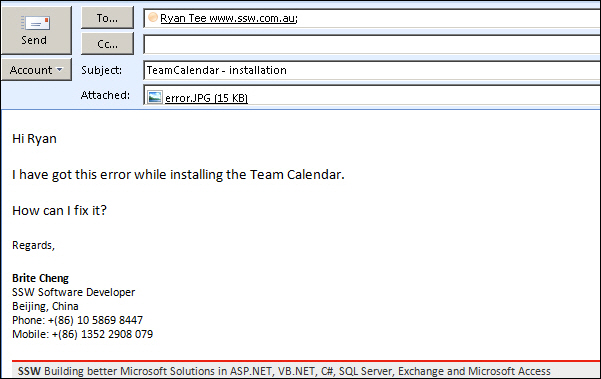 Send
To...
Ryan Tee www.ssw.com.au;
Cc...
Account
Subject:
TeamCalendar - installation
Attached:
error.JPG (15 KB)
Hi Ryan
I have got this error while installing the Team Calendar.
How can I fix it?
Regards,
Brite Cheng
SSW Software Developer
Beijing, China
Phone: +(86) 10 5869 8447
Mobile: +(86) 1352 2908 079
SSW Building better Microsoft Solutions in ASP.NET, VB.NET, C#, SQL Server, Exchange and Microsoft Access